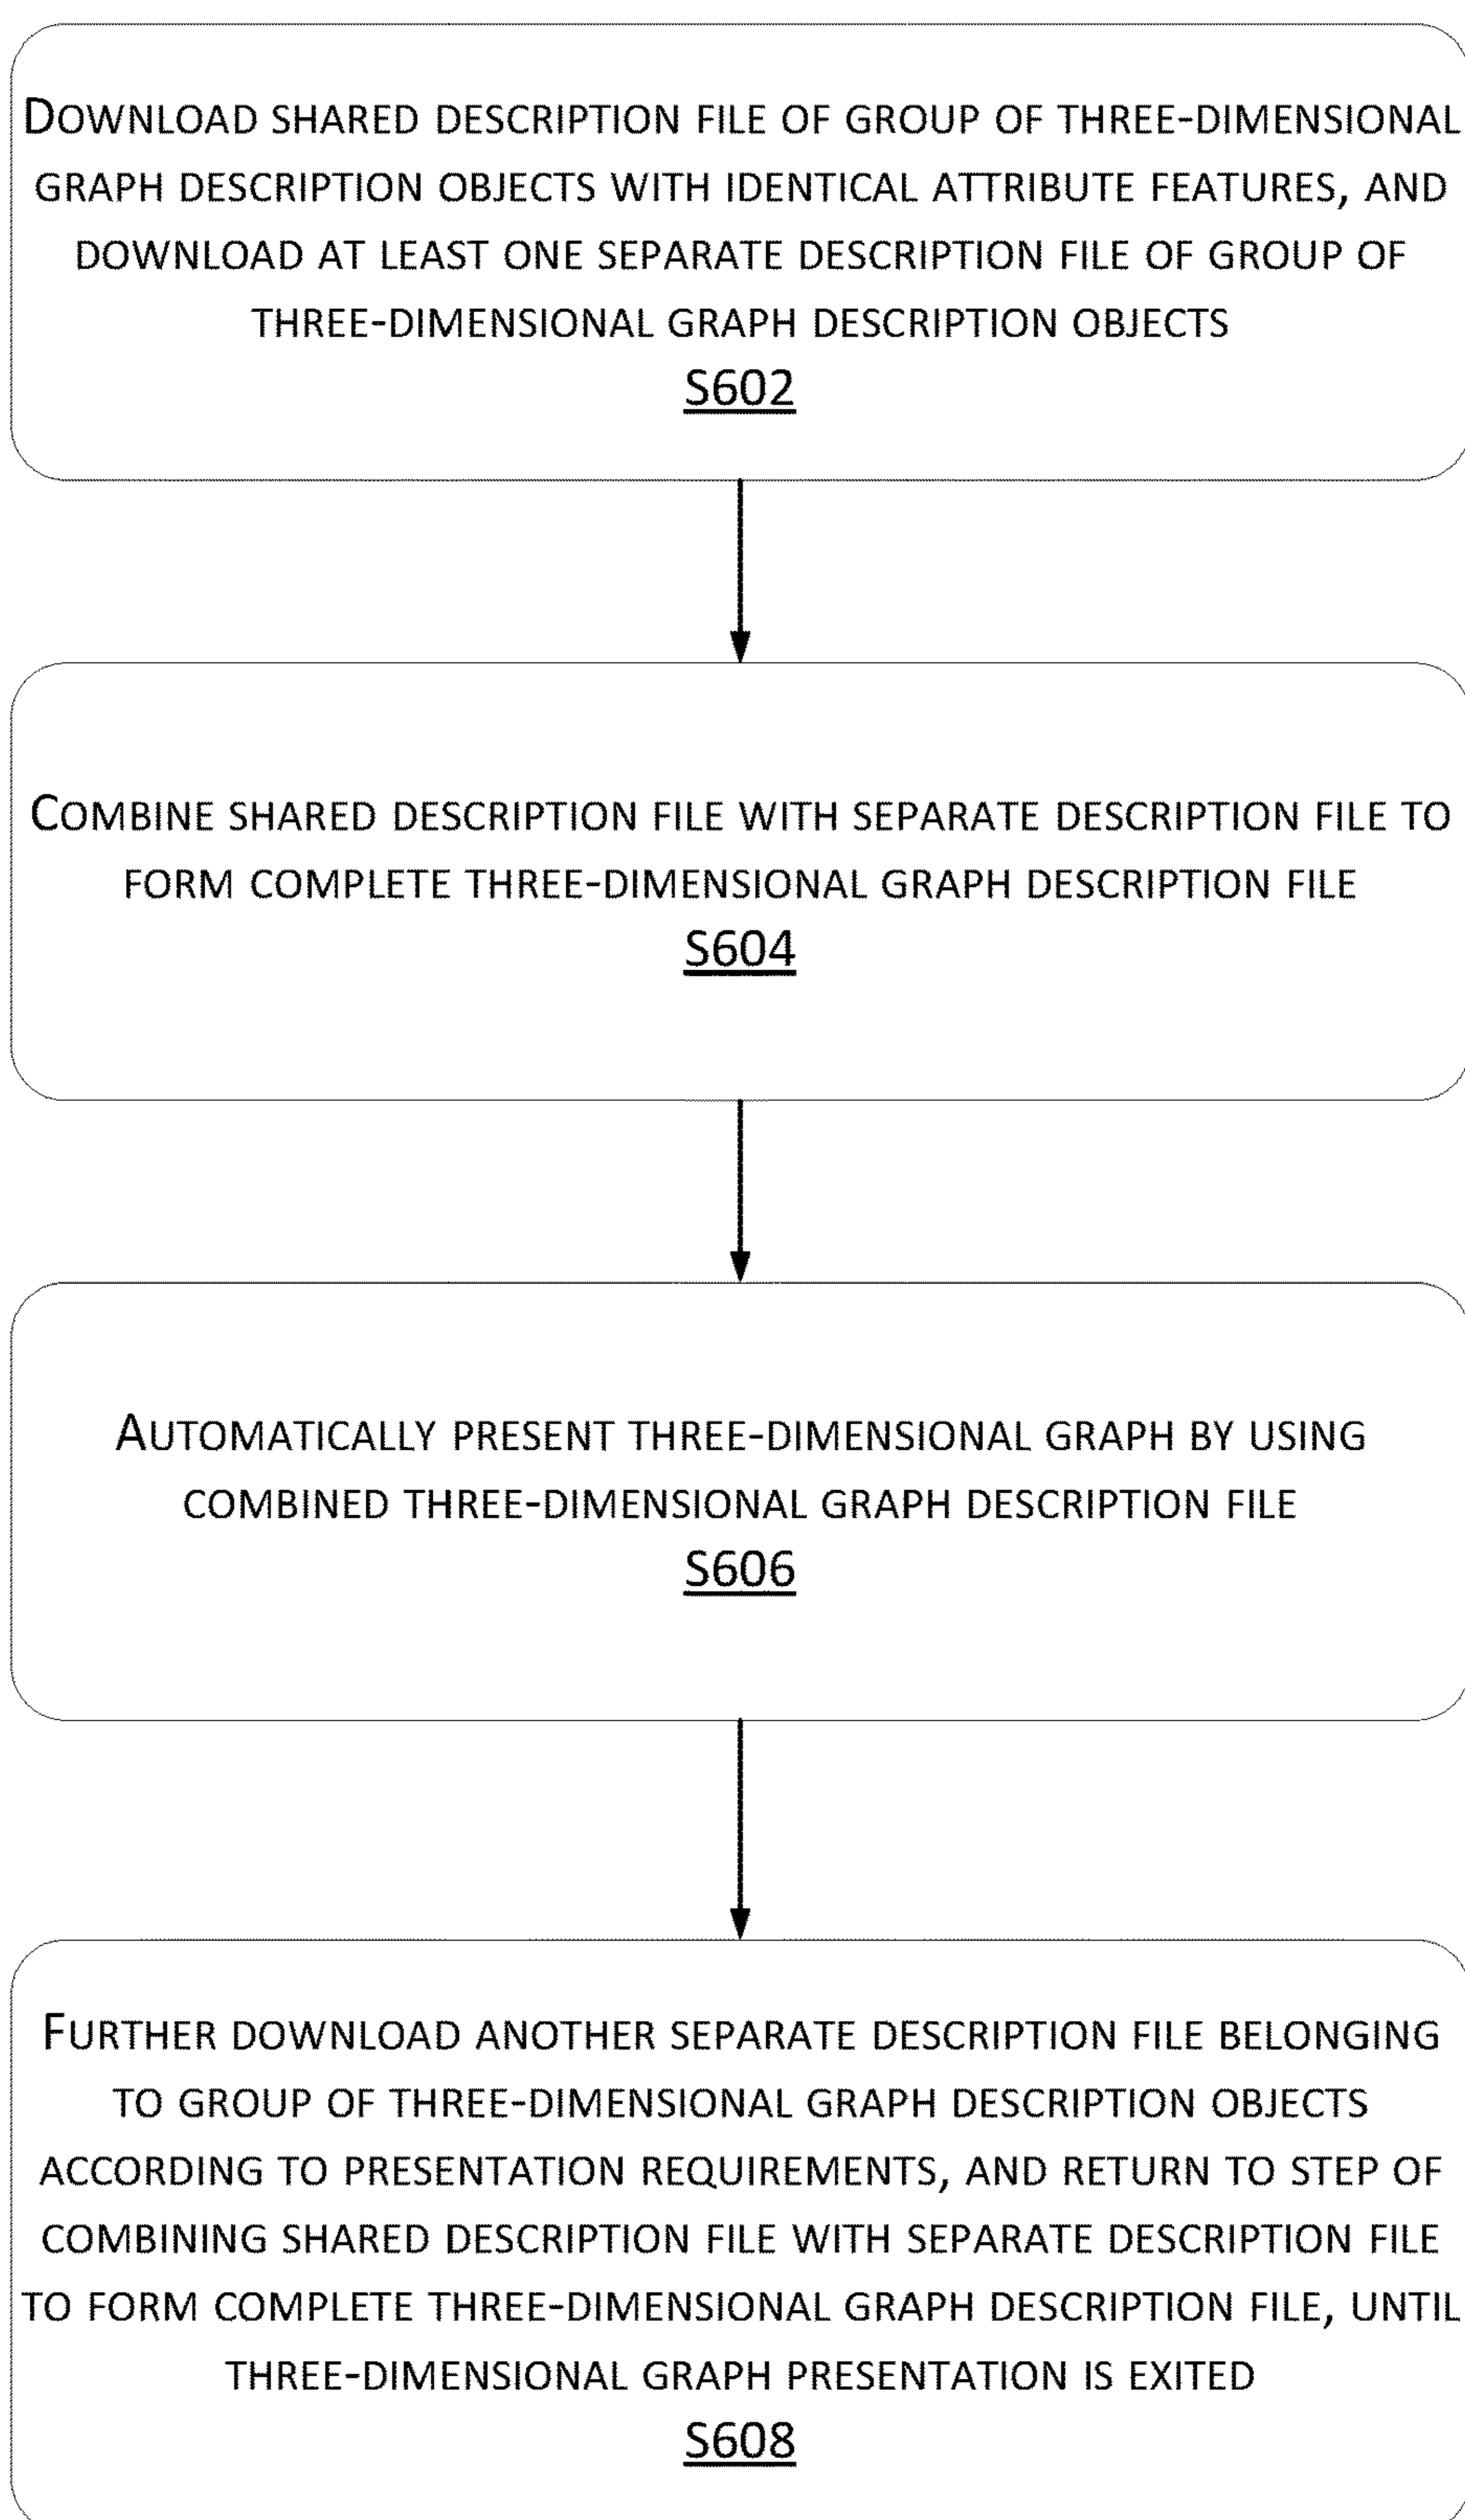 DOWNLOAD SHARED DESCRIPTION FILE OF GROUP OF THREE-DIMENSIONAL
GRAPH DESCRIPTION OBJECTS WITH IDENTICAL ATTRIBUTE FEATURES, AND
DOWNLOAD AT LEAST ONE SEPARATE DESCRIPTION FILE OF GROUP OF
THREE-DIMENSIONAL GRAPH DESCRIPTION OBJECTS
S602
COMBINE SHARED DESCRIPTION FILE WITH SEPARATE DESCRIPTION FILE TO
FORM COMPLETE THREE-DIMENSIONAL GRAPH DESCRIPTION FILE
S604
AUTOMATICALLY PRESENT THREE-DIMENSIONAL GRAPH BY USING
COMBINED THREE-DIMENSIONAL GRAPH DESCRIPTION FILE
S606
FURTHER DOWNLOAD ANOTHER SEPARATE DESCRIPTION FILE BELONGING
TO GROUP OF THREE-DIMENSIONAL GRAPH DESCRIPTION OBJECTS
ACCORDING TO PRESENTATION REQUIREMENTS, AND RETURN TO STEP OF
COMBINING SHARED DESCRIPTION FILE WITH SEPARATE DESCRIPTION FILE
TO FORM COMPLETE THREE-DIMENSIONAL GRAPH DESCRIPTION FILE, UNTIL
THREE-DIMENSIONAL GRAPH PRESENTATION IS EXITED
S608